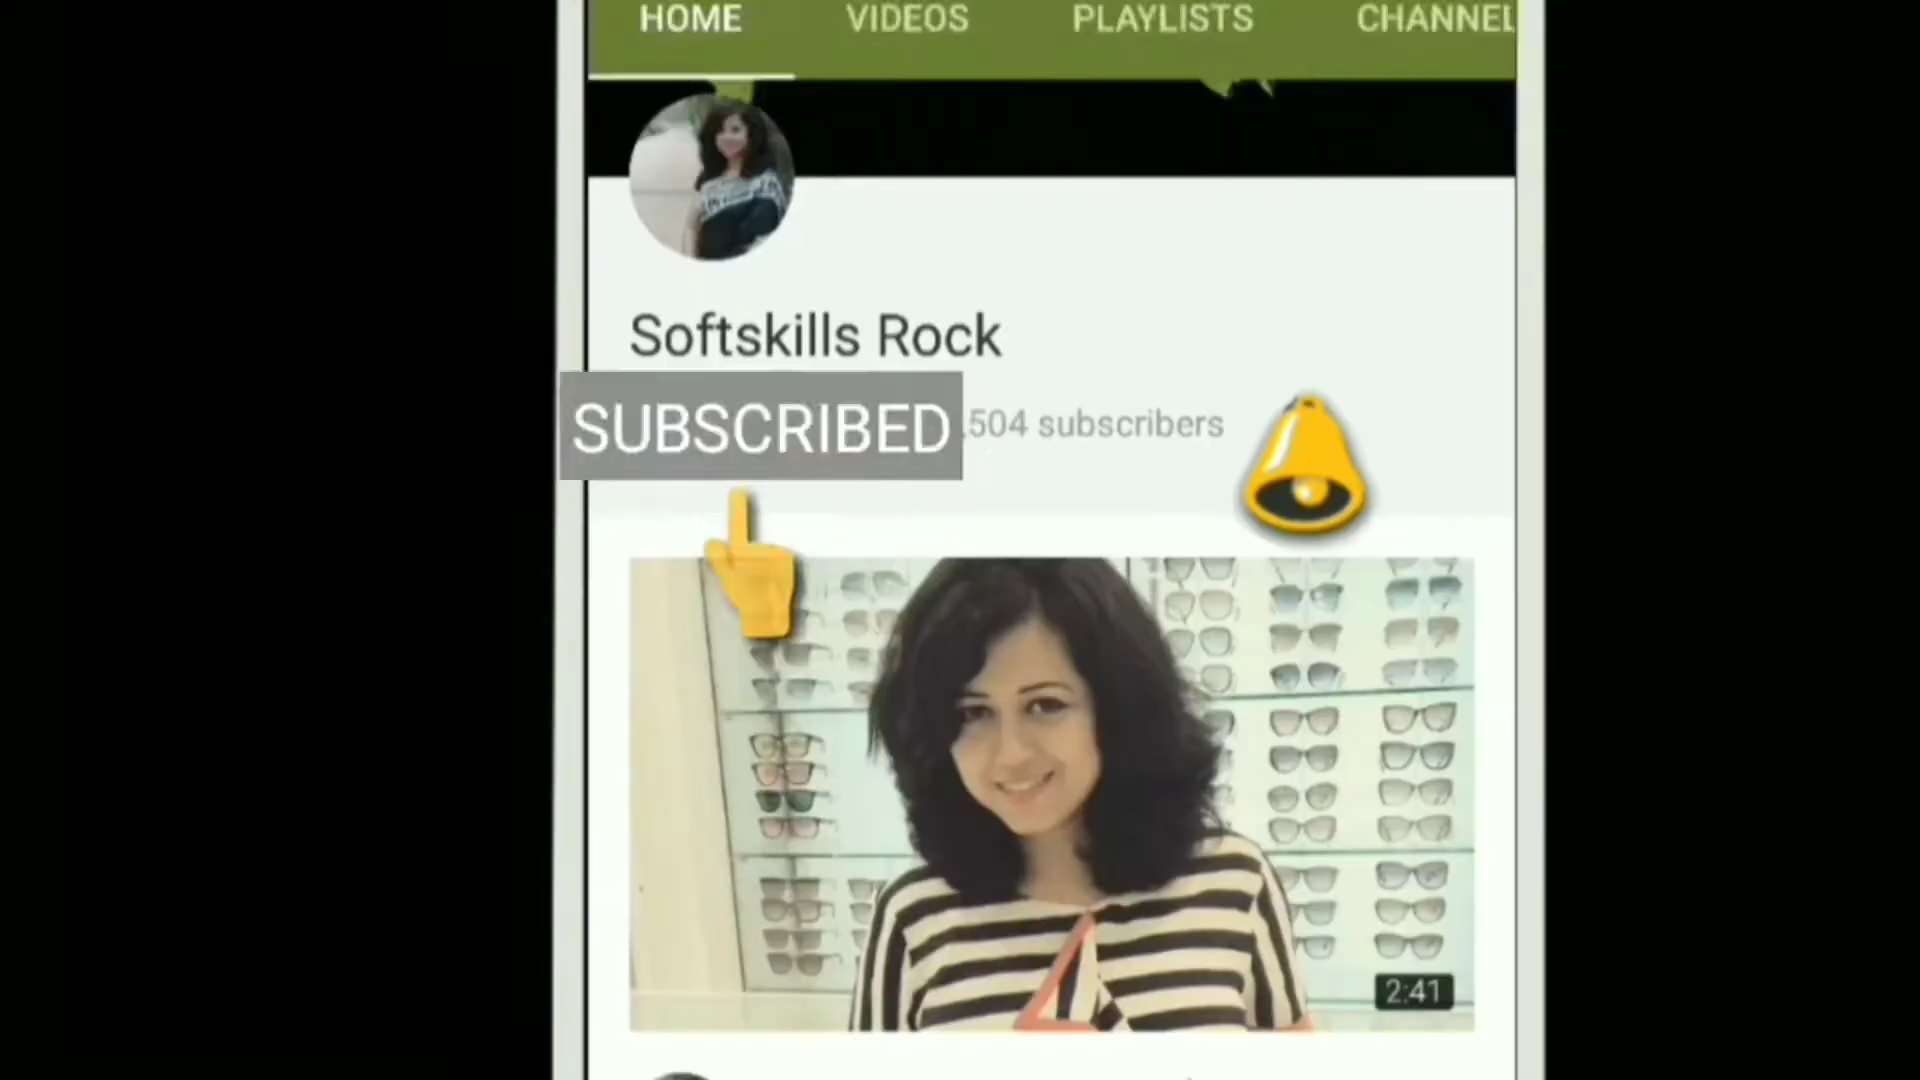 HOME VIDEOS PLAYLISTS CHANNEL
Softskills Rock
SUBSCRIBED
504 subscribers
2:41